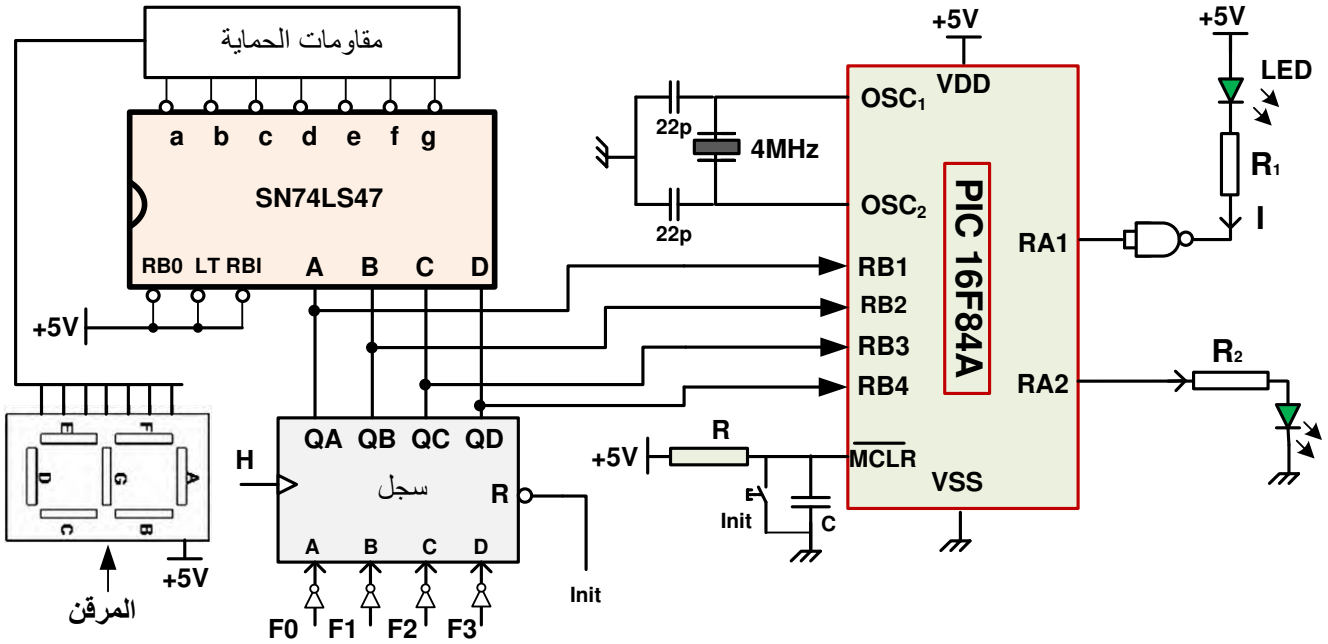 مقاومات الحماية
a b c d e f g
SN74LS47
RB0 LT RBI A B C D
+5V
E F
D G A
C B
+5V
المرقن
QA QB QC QD
H
سجل
R
A B C D
Init
F0 F1 F2 F3
+5V
VDD
OSC1
22p
4MHz
OSC2
22p
PIC 16F84A
RB1
RB2
RB3
RB4
R
+5V
MCLR
Init
C
VSS
RA1
RA2
+5V
LED
R1
I
R2